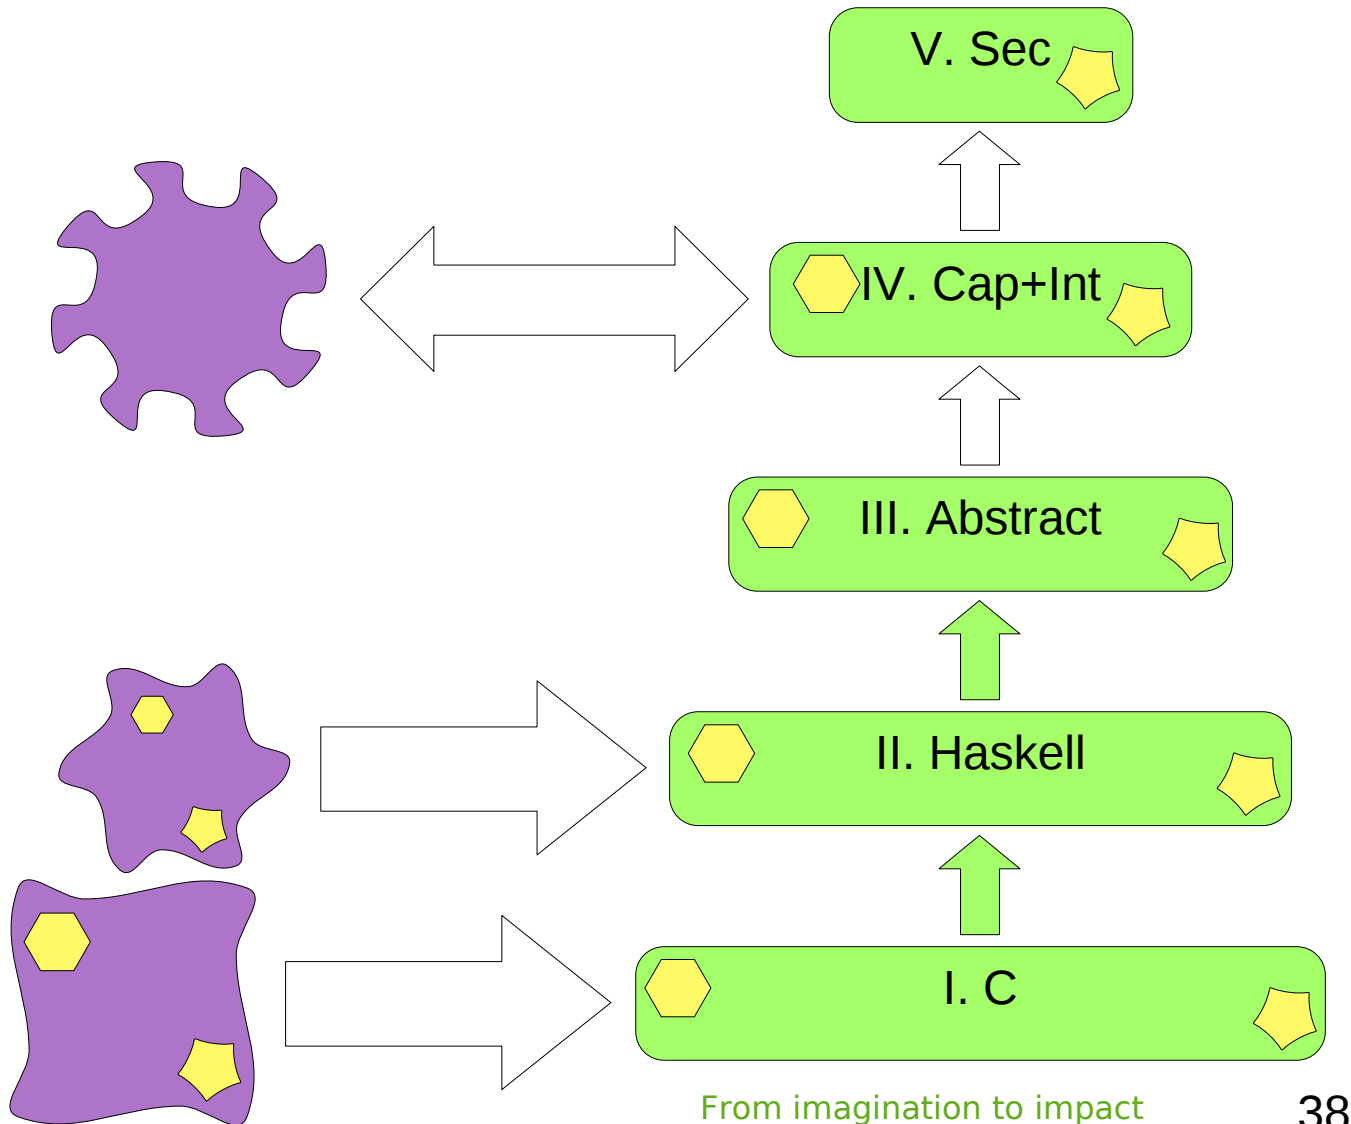 V. Sec
IV. Cap+Int
III. Abstract
II. Haskell
I. C
From imagination to impact
38